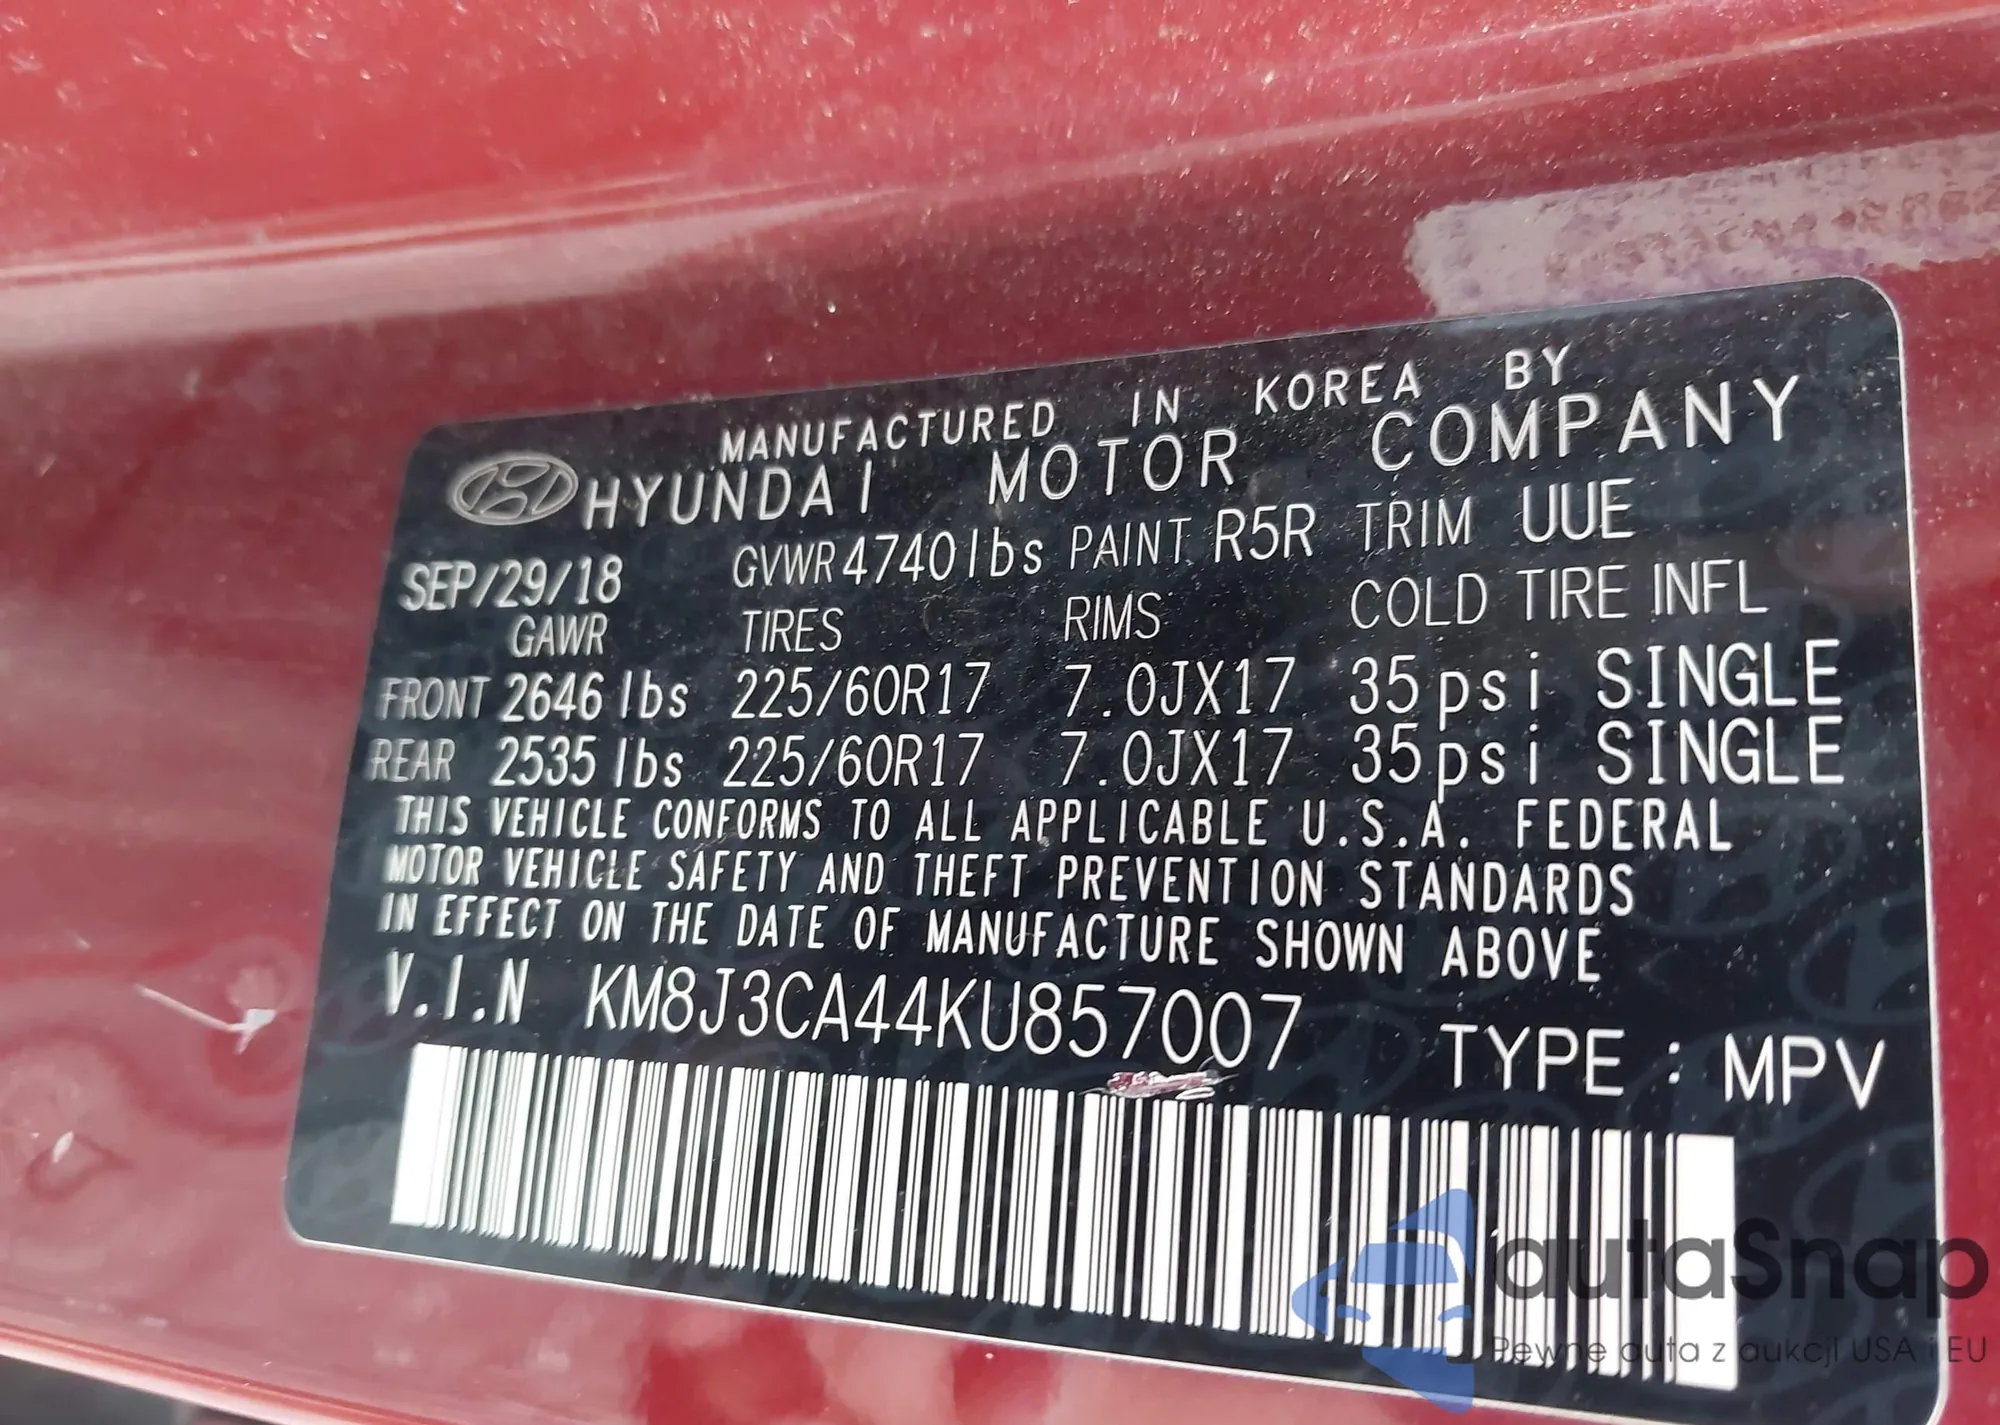 MANUFACTURED IN KOREA BY
HYUNDAI MOTOR COMPANY
SEP/29/18 GVWR 4740lbs PAINT R5R TRIM UUE
GAWR TIRES RIMS COLD TIRE INFL
FRONT 2646 lbs 225/60R17 7.0JX17 35psi SINGLE
REAR 2535 lbs 225/60R17 7.0JX17 35psi SINGLE
THIS VEHICLE CONFORMS TO ALL APPLICABLE U.S.A. FEDERAL
MOTOR VEHICLE SAFETY AND THEFT PREVENTION STANDARDS
IN EFFECT ON THE DATE OF MANUFACTURE SHOWN ABOVE
V.I.N KM8J3CA44KU857007
TYPE : MPV
autaSnap
Pewne auta z aukcji USA i EU